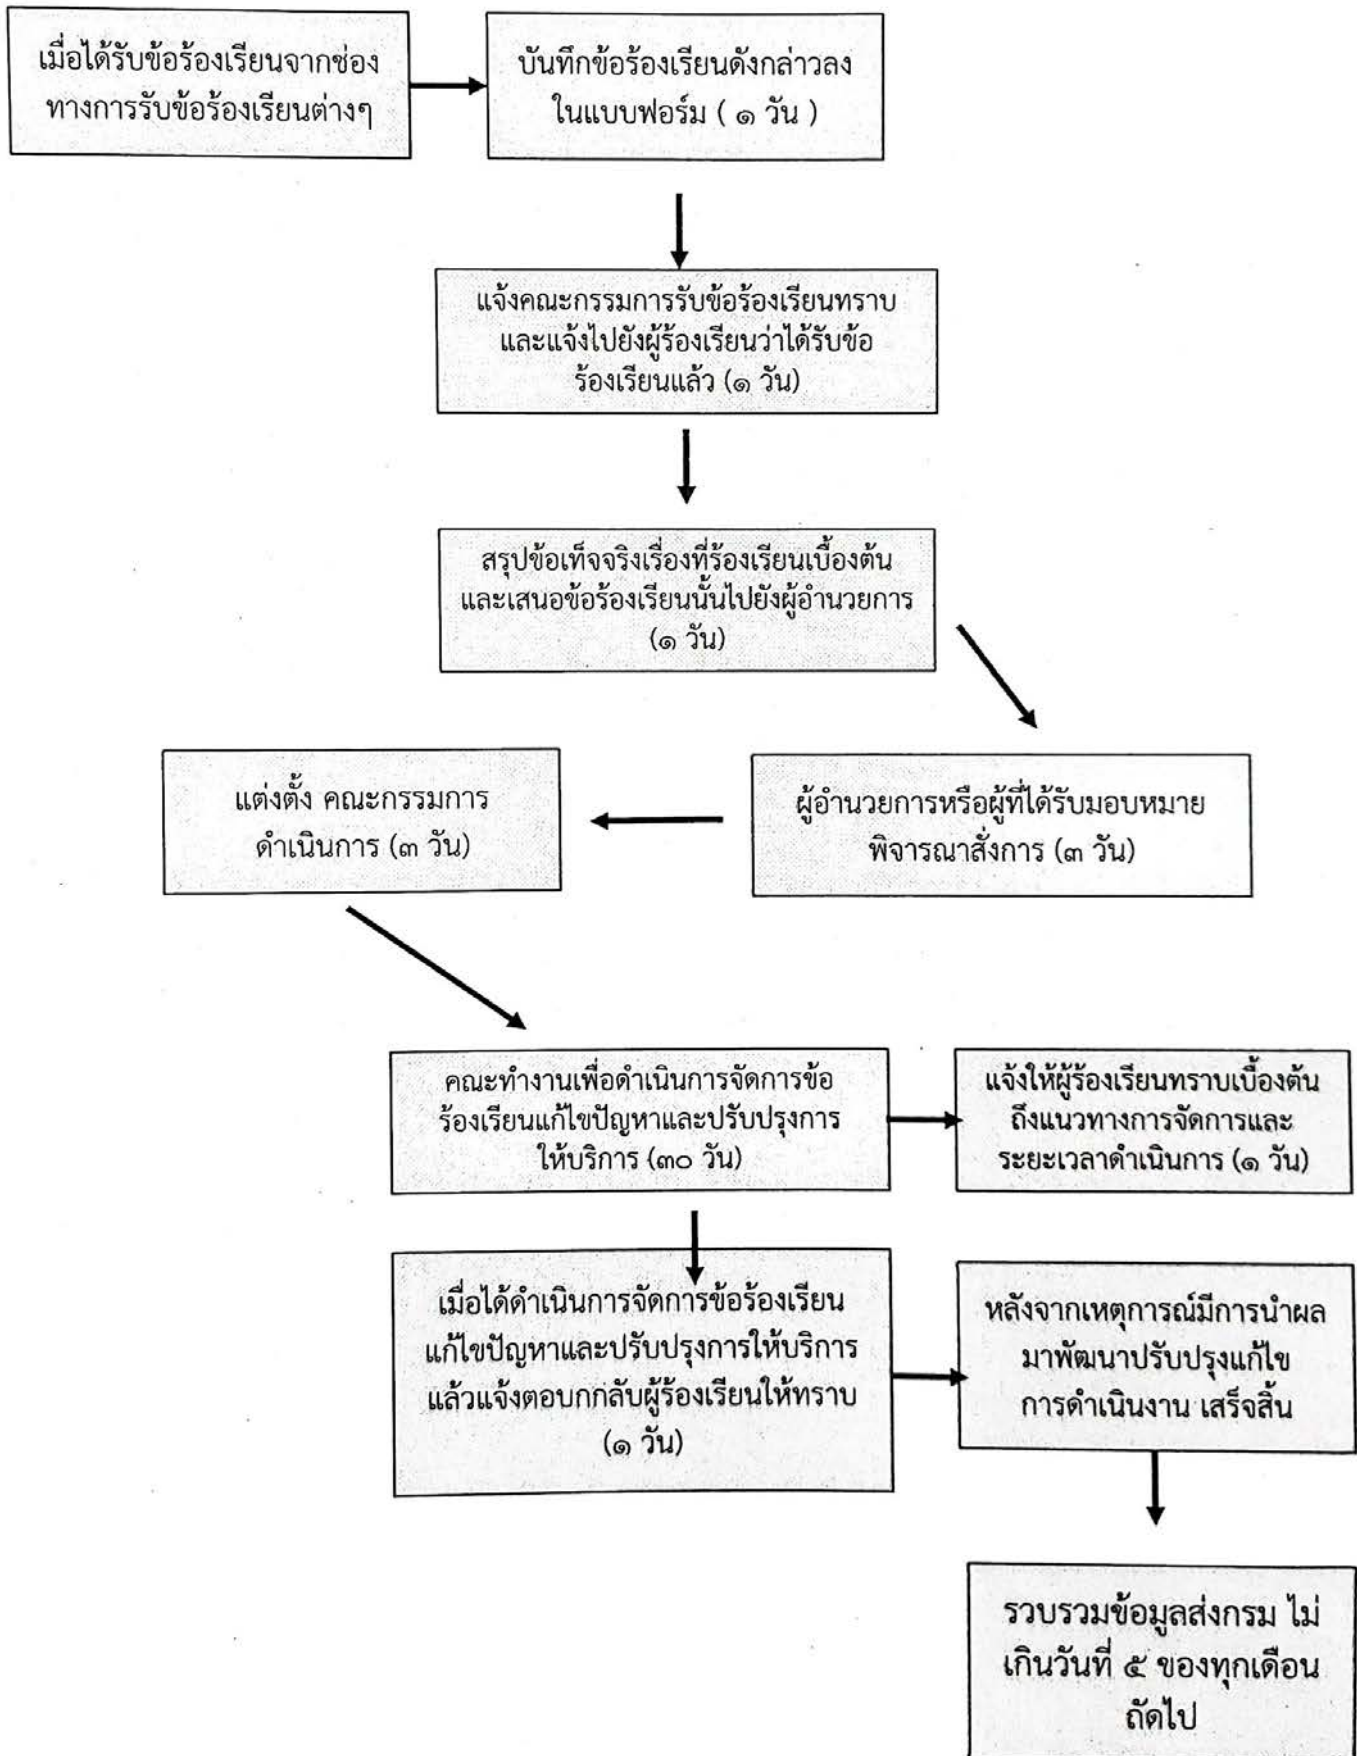 เมื่อได้รับข้อร้องเรียนจากช่อง
ทางการรับข้อร้องเรียนต่างๆ
บันทึกข้อร้องเรียนดังกล่าวลง
ในแบบฟอร์ม ( ๑ วัน )
แจ้งคณะกรรมการรับข้อร้องเรียนทราบ
และแจ้งไปยังผู้ร้องเรียนว่าได้รับข้อ
ร้องเรียนแล้ว (๑ วัน)
สรุปข้อเท็จจริงเรื่องที่ร้องเรียนเบื้องต้น
และเสนอข้อร้องเรียนนั้นไปยังผู้อำนวยการ
(๑ วัน)
ผู้อำนวยการหรือผู้ที่ได้รับมอบหมาย
พิจารณาสั่งการ (๓ วัน)
แต่งตั้ง คณะกรรมการ
ดำเนินการ (๓ วัน)
คณะทำงานเพื่อดำเนินการจัดการข้อ
ร้องเรียนแก้ไขปัญหาและปรับปรุงการ
ให้บริการ (๓๐ วัน)
แจ้งให้ผู้ร้องเรียนทราบเบื้องต้น
ถึงแนวทางการจัดการและ
ระยะเวลาดำเนินการ (๑ วัน)
เมื่อได้ดำเนินการจัดการข้อร้องเรียน
แก้ไขปัญหาและปรับปรุงการให้บริการ
แล้วแจ้งตอบกกลับผู้ร้องเรียนให้ทราบ
(๑ วัน)
หลังจากเหตุการณ์มีการนำผล
มาพัฒนาปรับปรุงแก้ไข
การดำเนินงาน เสร็จสิ้น
รวบรวมข้อมูลส่งกรม ไม่
เกินวันที่ ๕ ของทุกเดือน
ถัดไป